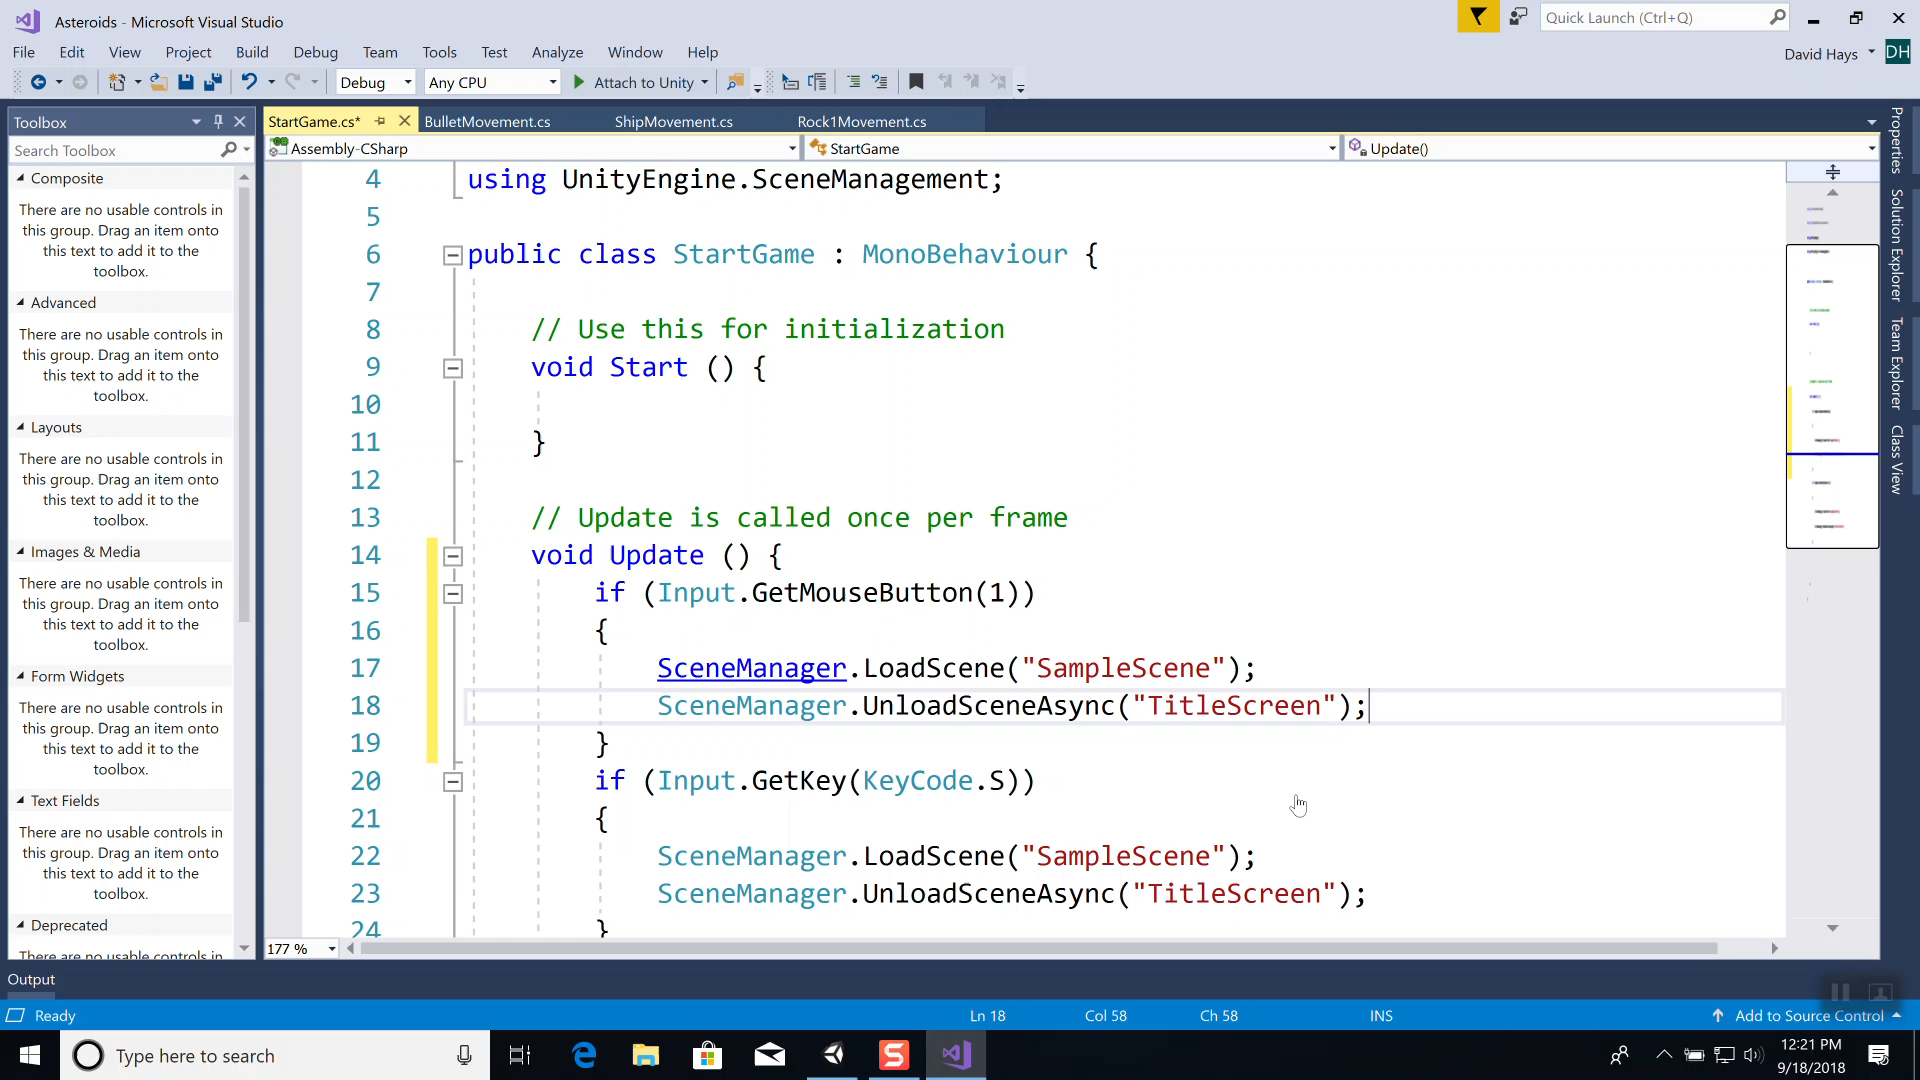 Asteroids - Microsoft Visual Studio
Quick Launch (Ctrl+Q)
File Edit View Project Build Debug Team Tools Test Analyze Window Help
David Hays DH
Debug Any CPU Attach to Unity
Toolbox
Search Toolbox
Composite
There are no usable controls in
this group. Drag an item onto
this text to add it to the
toolbox.
Advanced
There are no usable controls in
this group. Drag an item onto
this text to add it to the
toolbox.
Layouts
There are no usable controls in
this group. Drag an item onto
this text to add it to the
toolbox.
Images & Media
There are no usable controls in
this group. Drag an item onto
this text to add it to the
toolbox.
Form Widgets
There are no usable controls in
this group. Drag an item onto
this text to add it to the
toolbox.
Text Fields
There are no usable controls in
this group. Drag an item onto
this text to add it to the
toolbox.
Deprecated
There are no usable controls in
StartGame.cs* BulletMovement.cs ShipMovement.cs Rock1Movement.cs
Assembly-CSharp StartGame Update()
4 using UnityEngine.SceneManagement;
5
6 public class StartGame : MonoBehaviour {
7
8 // Use this for initialization
9 void Start () {
10
11 }
12
13 // Update is called once per frame
14 void Update () {
15 if (Input.GetMouseButton(1))
16 {
17 SceneManager.LoadScene("SampleScene");
18 SceneManager.UnloadSceneAsync("TitleScreen");
19 }
20 if (Input.GetKey(KeyCode.S))
21 {
22 SceneManager.LoadScene("SampleScene");
23 SceneManager.UnloadSceneAsync("TitleScreen");
24 }
177 %
Properties
Solution Explorer
Team Explorer
Class View
Output
Ready Ln 18 Col 58 Ch 58 INS Add to Source Control
Type here to search
12:21 PM
9/18/2018